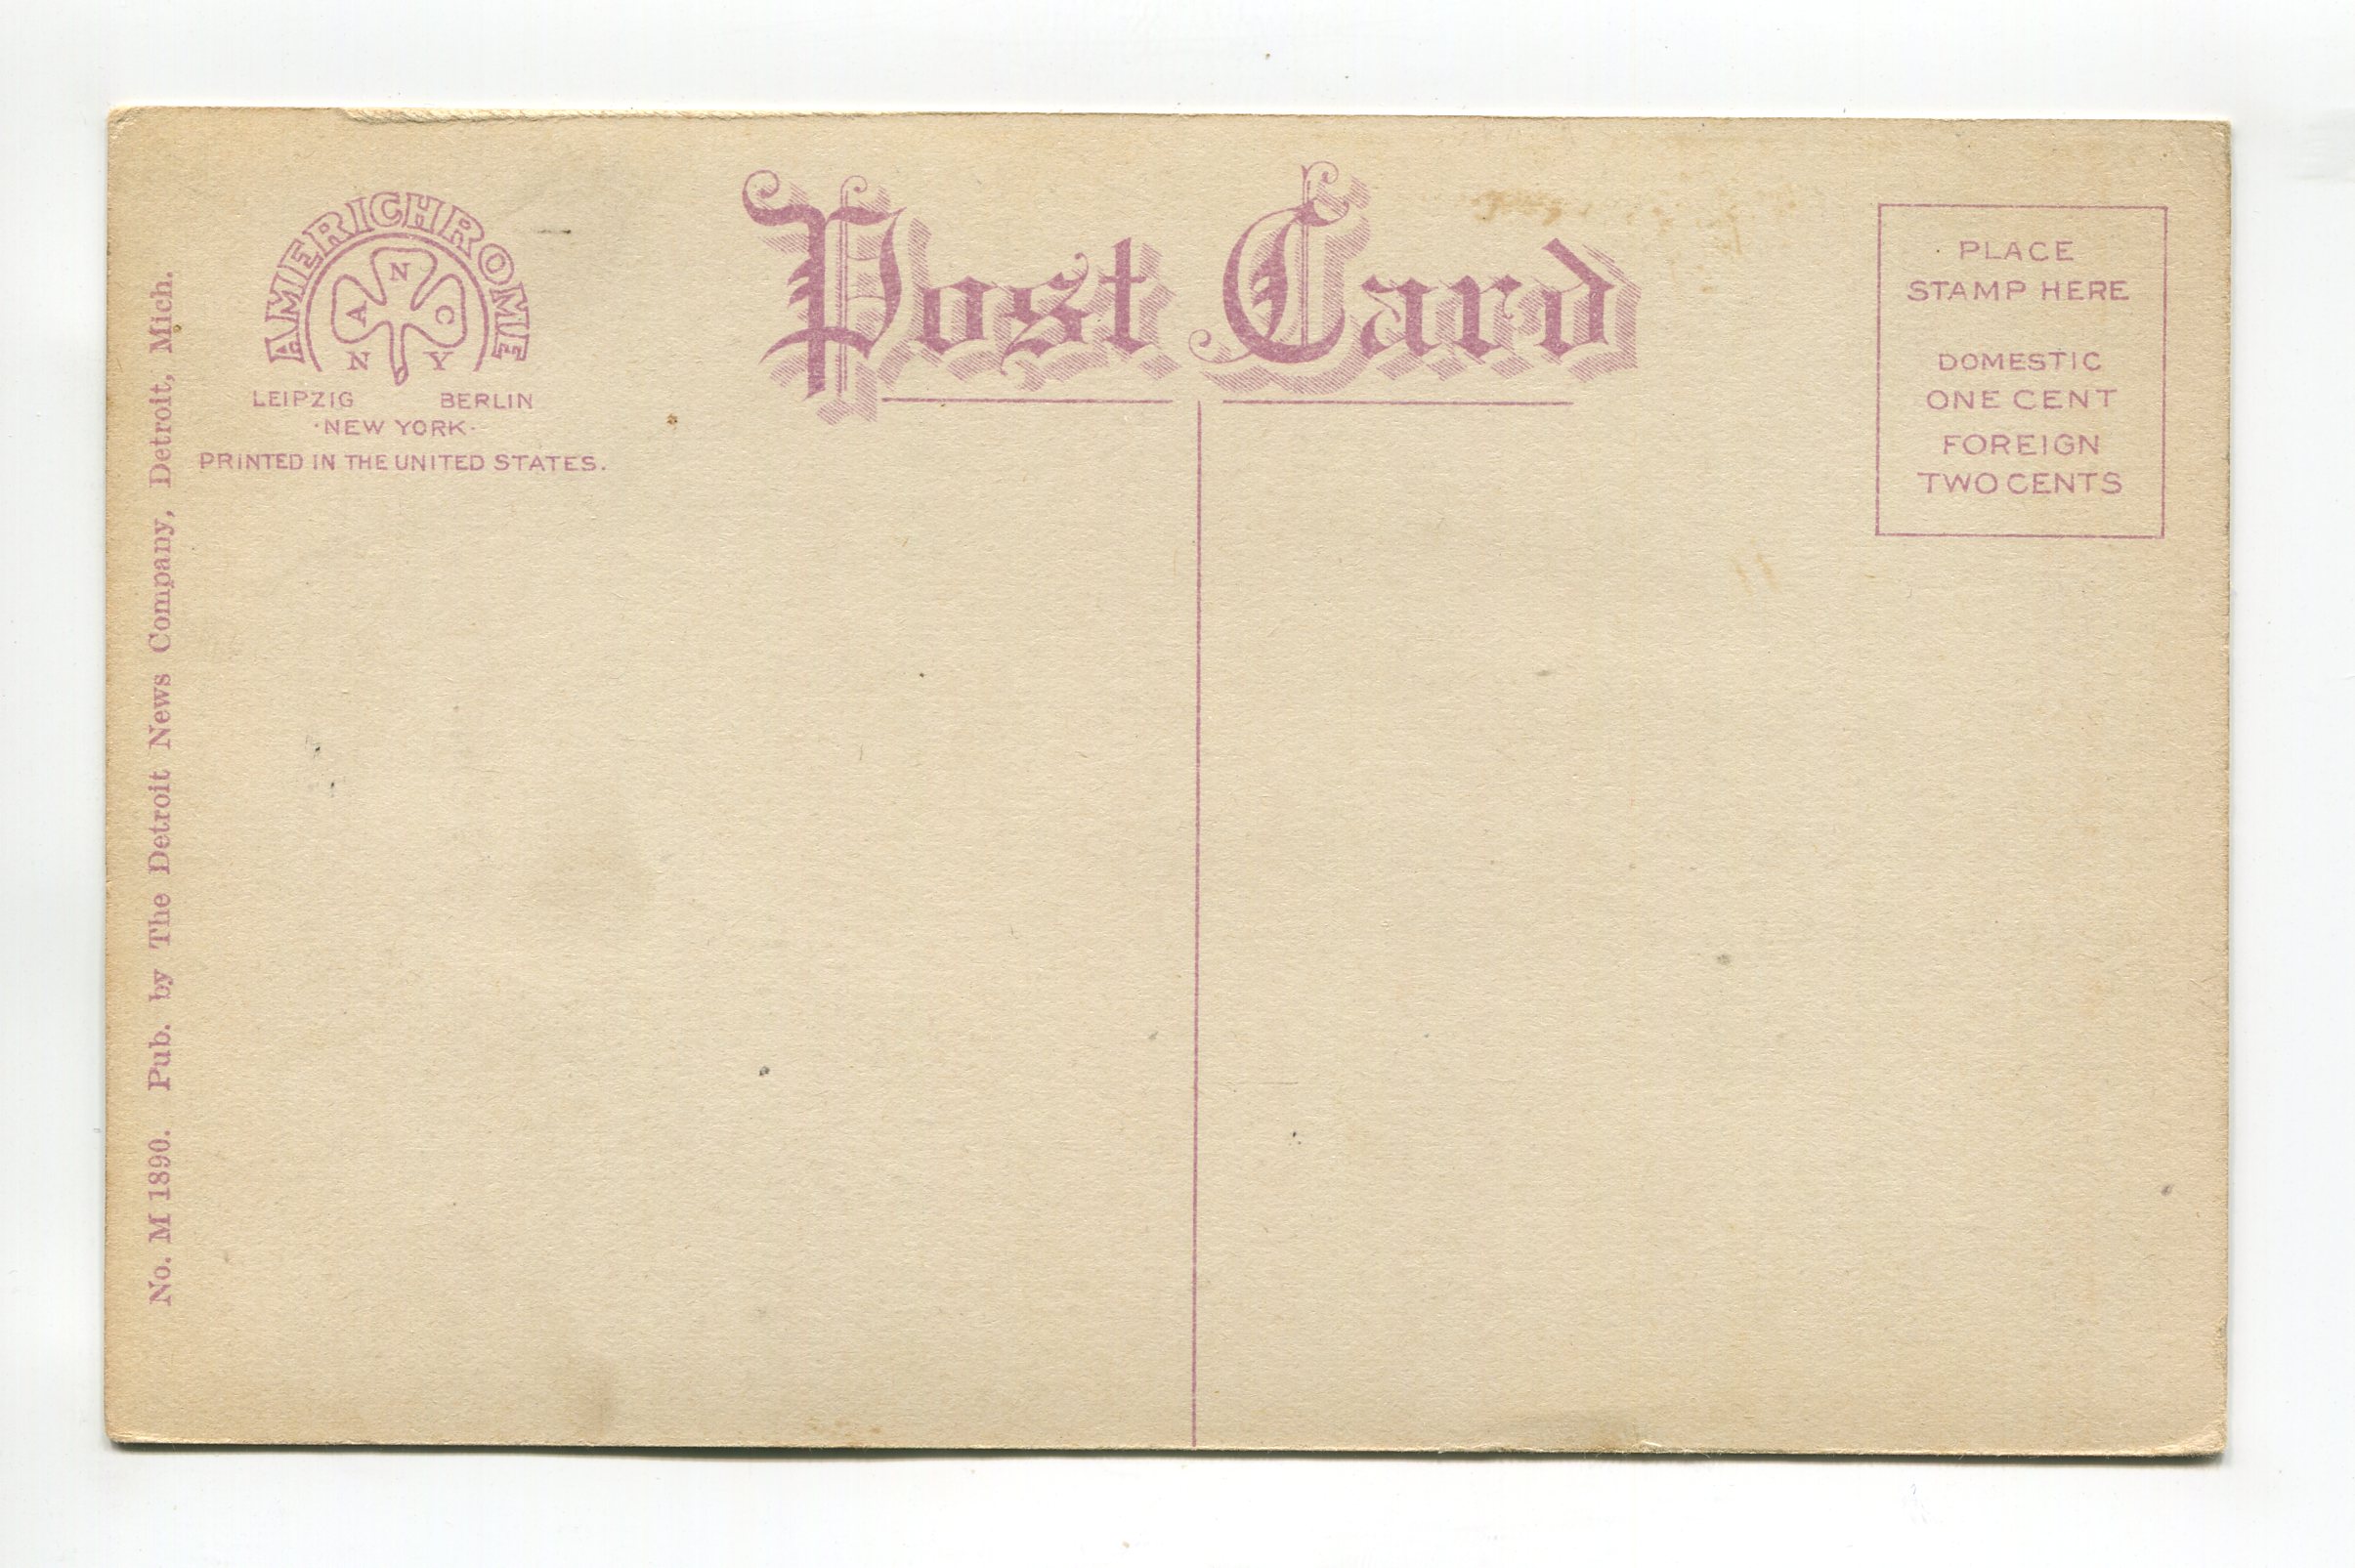 AMERICHROME
N
A C
N Y
LEIPZIG BERLIN
·NEW YORK·
PRINTED IN THE UNITED STATES.
Post Card
PLACE
STAMP HERE
DOMESTIC
ONE CENT
FOREIGN
TWO CENTS
No. M 1890. Pub. by The Detroit News Company, Detroit, Mich.